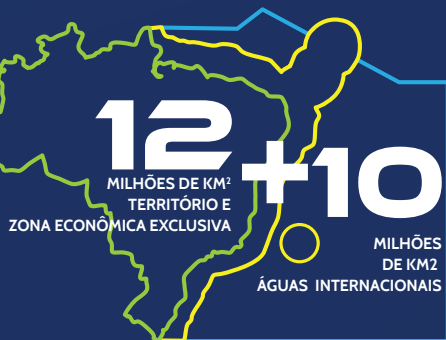 12
MILHÕES DE KM²
TERRITÓRIO E
ZONA ECONÔMICA EXCLUSIVA
+10
MILHÕES
DE KM2
ÁGUAS INTERNACIONAIS